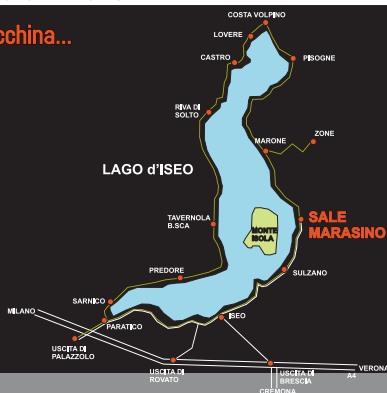 cchina...
COSTA VOLPINO
LOVERE
CASTRO
PISOGNE
RIVA DI
SOLTO
ZONE
MARONE
LAGO d'ISEO
TAVERNOLA
B.SCA
MONTE
ISOLA
SALE
MARASINO
PREDORE
SULZANO
SARNICO
MILANO
PARATICO
ISEO
USCITA DI
PALAZZOLO
USCITA DI
ROVATO
USCITA DI
BRESCIA
VERONA
A4
CREMONA